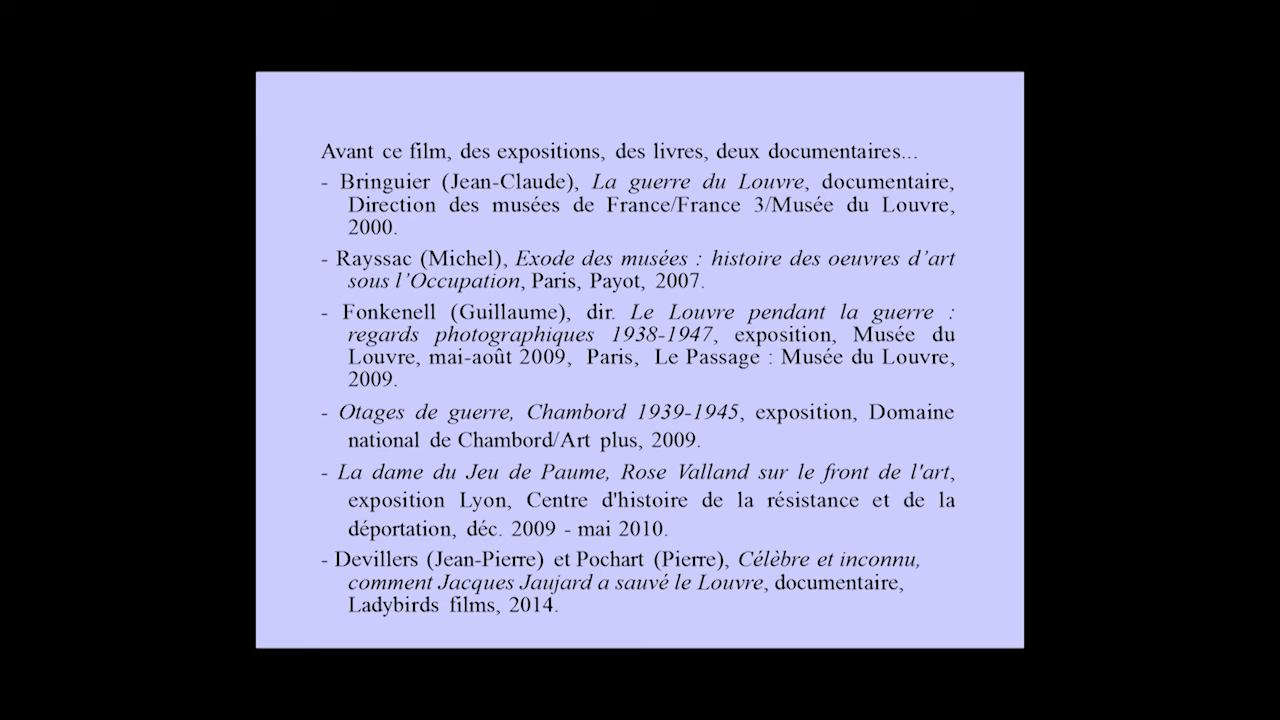 Avant ce film, des expositions, des livres, deux documentaires...
- Bringuier (Jean-Claude), La guerre du Louvre, documentaire,
Direction des musées de France/France 3/Musée du Louvre,
2000.
- Rayssac (Michel), Exode des musées : histoire des oeuvres d’art
sous l’Occupation, Paris, Payot, 2007.
- Fonkenell (Guillaume), dir. Le Louvre pendant la guerre :
regards photographiques 1938-1947, exposition, Musée du
Louvre, mai-août 2009, Paris, Le Passage : Musée du Louvre,
2009.
- Otages de guerre, Chambord 1939-1945, exposition, Domaine
national de Chambord/Art plus, 2009.
- La dame du Jeu de Paume, Rose Valland sur le front de l'art,
exposition Lyon, Centre d'histoire de la résistance et de la
déportation, déc. 2009 - mai 2010.
- Devillers (Jean-Pierre) et Pochart (Pierre), Célèbre et inconnu,
comment Jacques Jaujard a sauvé le Louvre, documentaire,
Ladybirds films, 2014.